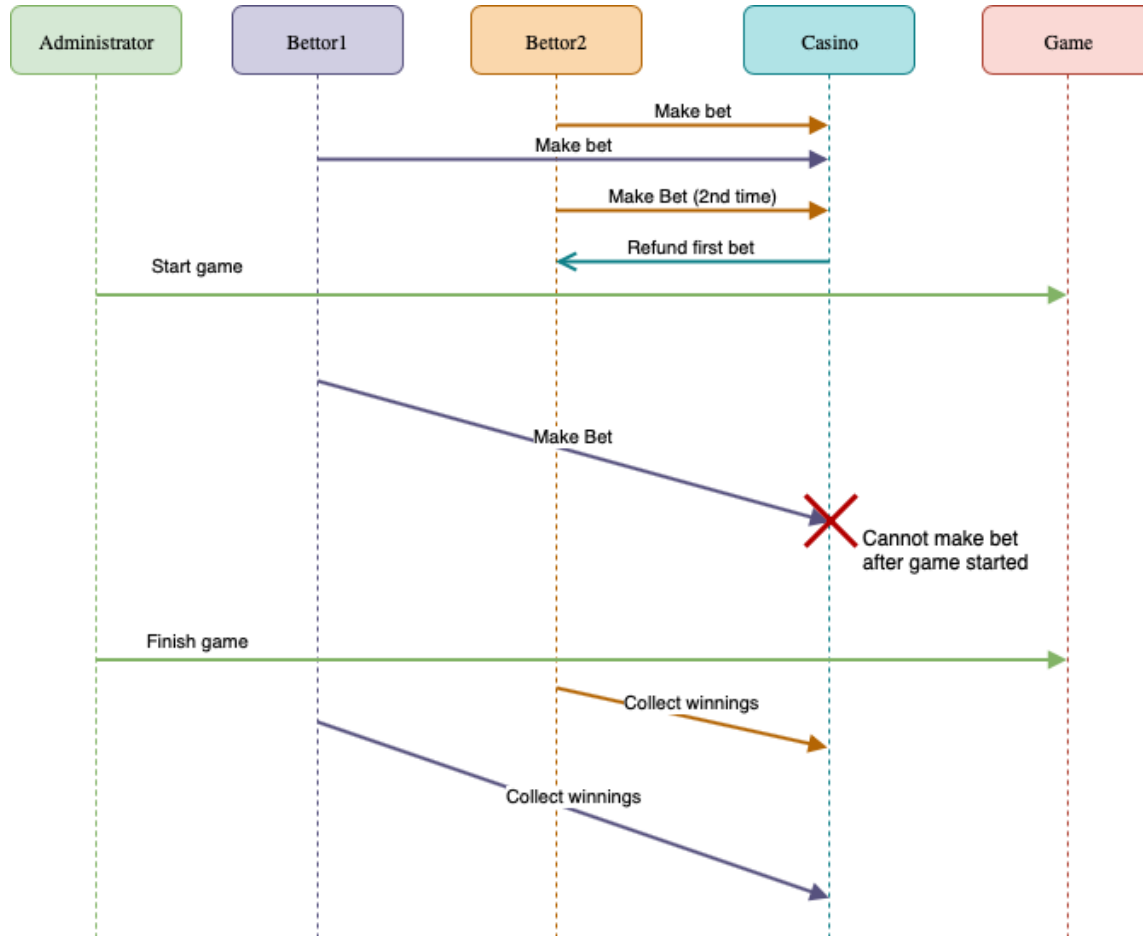 Administrator
Bettor1
Bettor2
Casino
Game
Make bet
Make bet
Make Bet (2nd time)
Refund first bet
Start game
Make Bet
Cannot make bet
after game started
Finish game
Collect winnings
Collect winnings